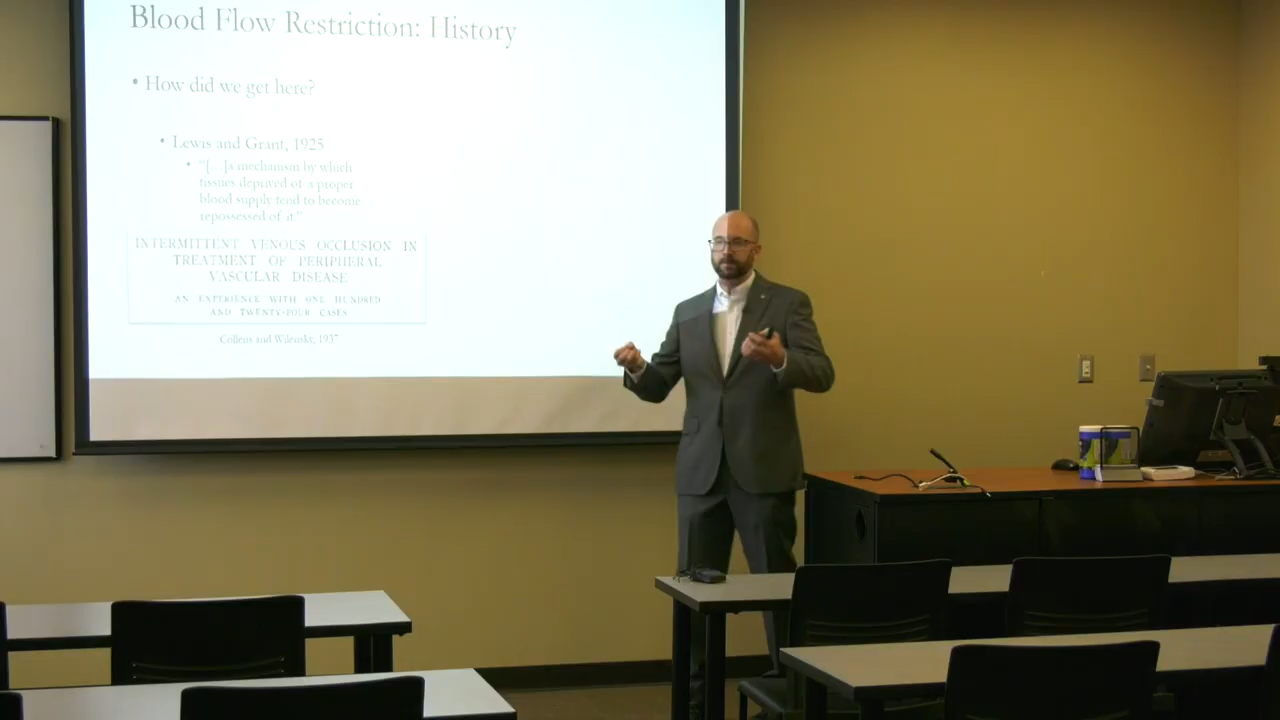 Blood Flow Restriction: History
• How did we get here?
• Lewis and Grant, 1925
• "[…]a mechanism by which
tissues deprived of a proper
blood supply tend to become
repossessed of it."
INTERMITTENT VENOUS OCCLUSION IN
TREATMENT OF PERIPHERAL
VASCULAR DISEASE
AN EXPERIENCE WITH ONE HUNDRED
AND TWENTY-FOUR CASES
Collens and Wilensky, 1937